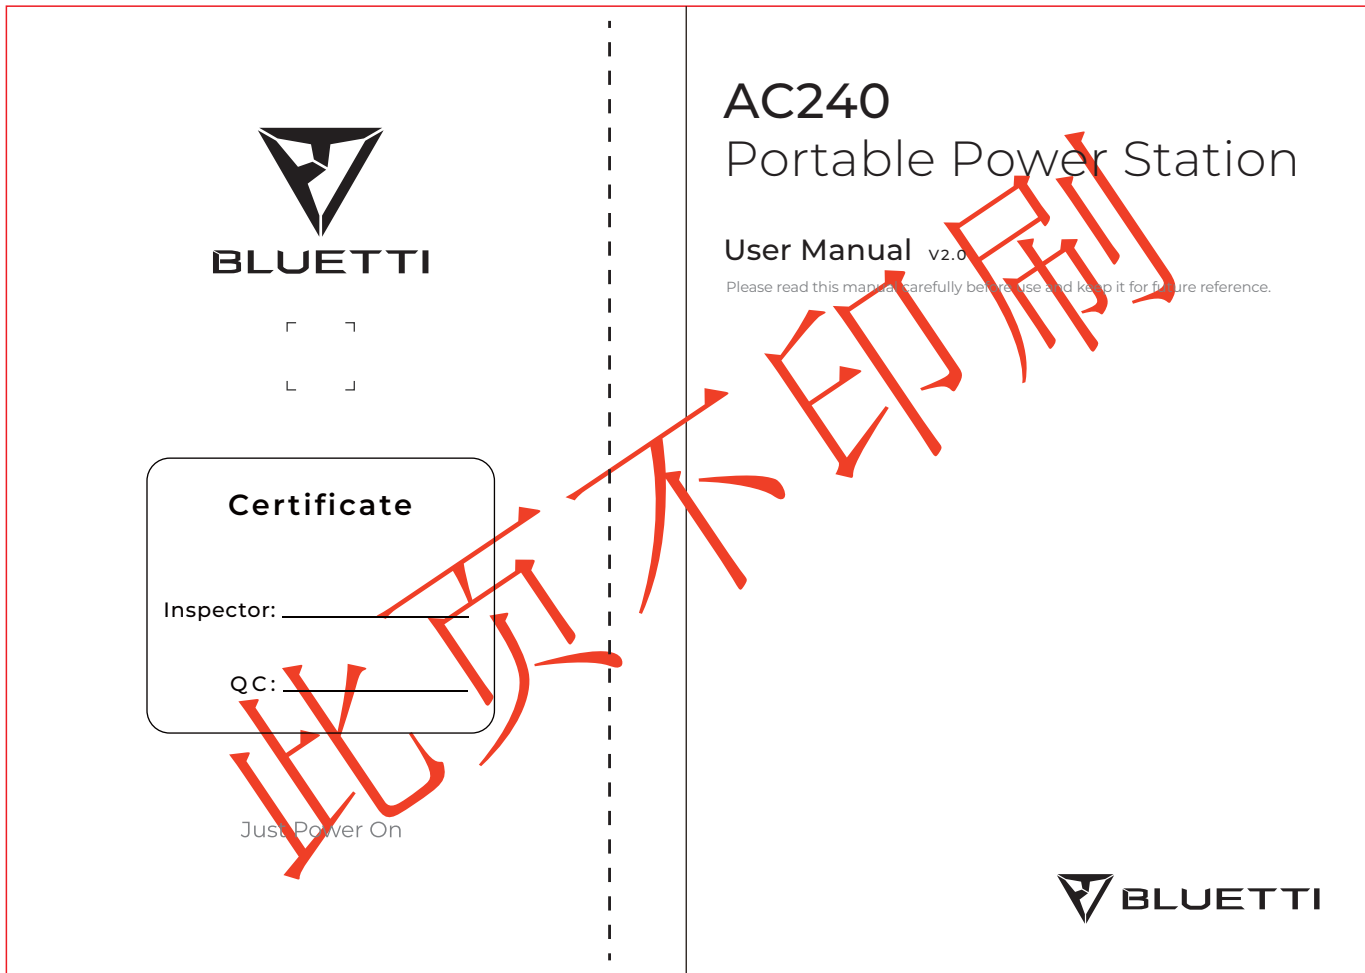 BLUETTI
Certificate
Inspector:
QC:
Just Power On
AC240
Portable Power Station
User Manual V2.0
Please read this manual carefully before use and keep it for future reference.
BLUETTI
此页不印刷